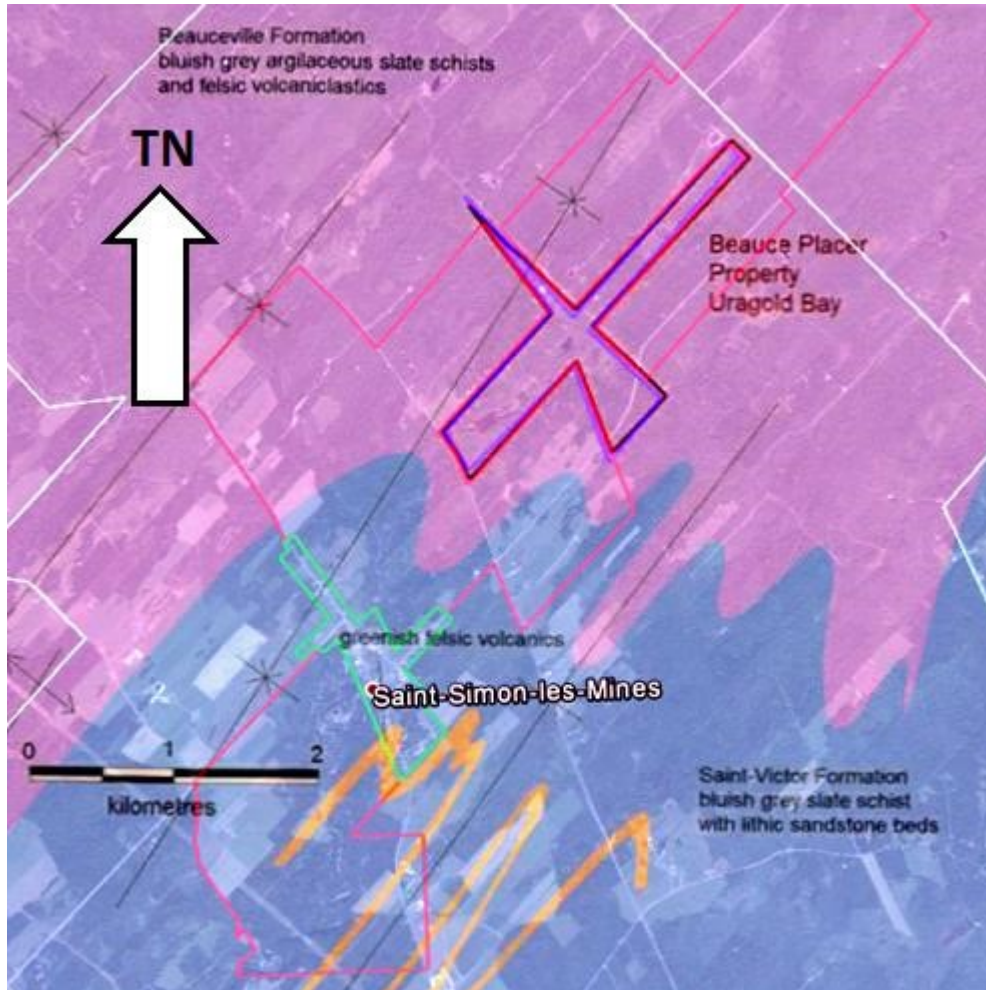 Beauceville Formation
bluish grey argilaceous slate schists
and felsic volcaniclastics
TN
Beauce Placer
Property
Uragold Bay
greenish felsic volcanics
Saint-Simon-les-Mines
0 1 2
kilometres
Saint-Victor Formation
bluish grey slate schist
with lithic sandstone beds